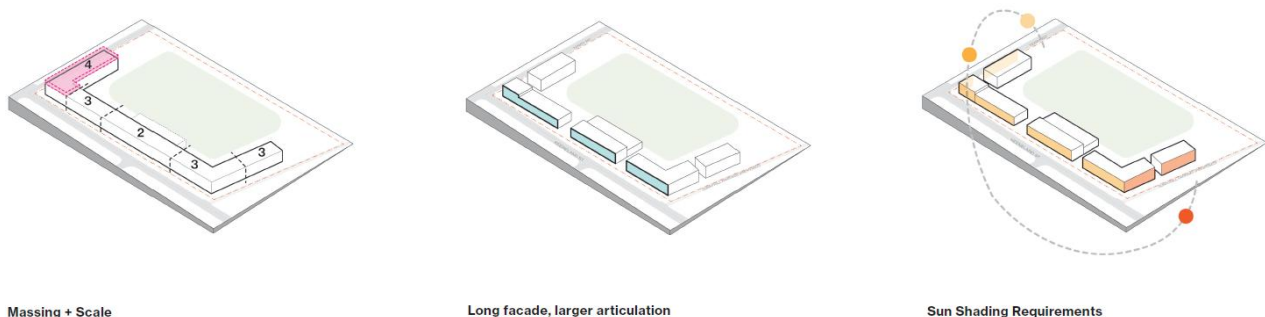 4
3
2
3
3
Massing + Scale
Long facade, larger articulation
Sun Shading Requirements